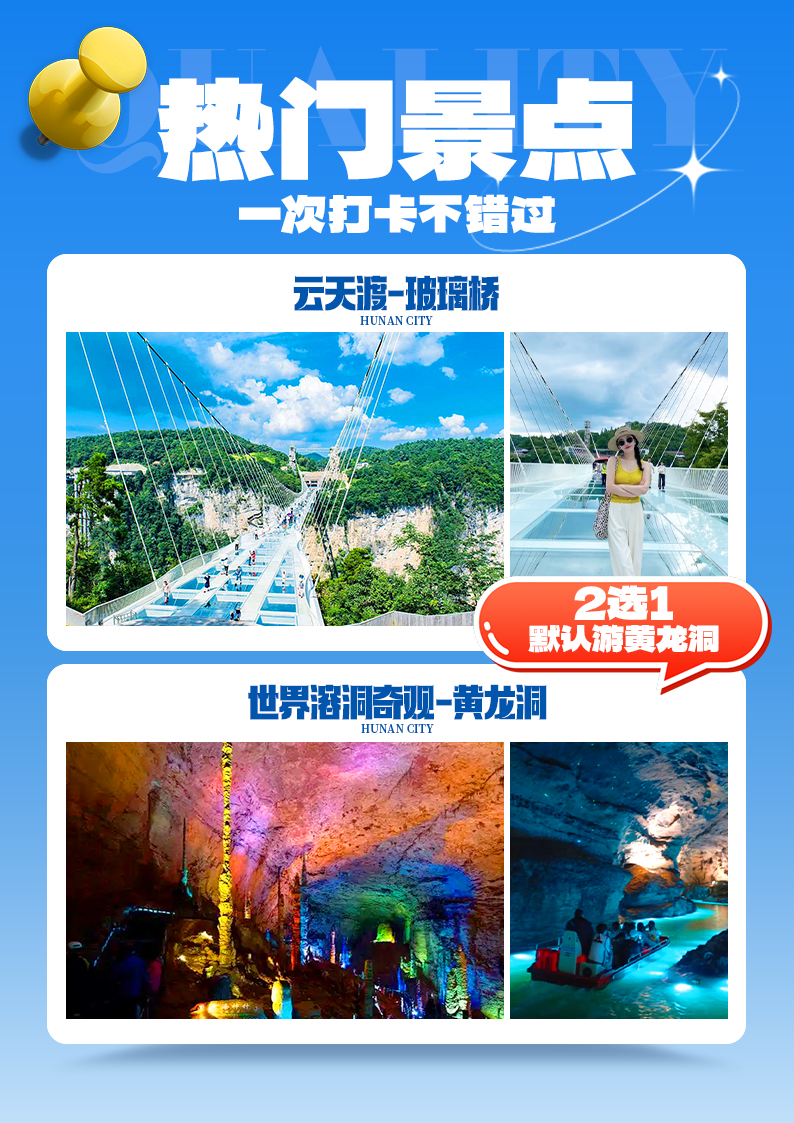 QUALITY
热门景点
一次打卡不错过
云天渡-玻璃桥
HUNAN CITY
2选1
默认游黄龙洞
世界溶洞奇观-黄龙洞
HUNAN CITY